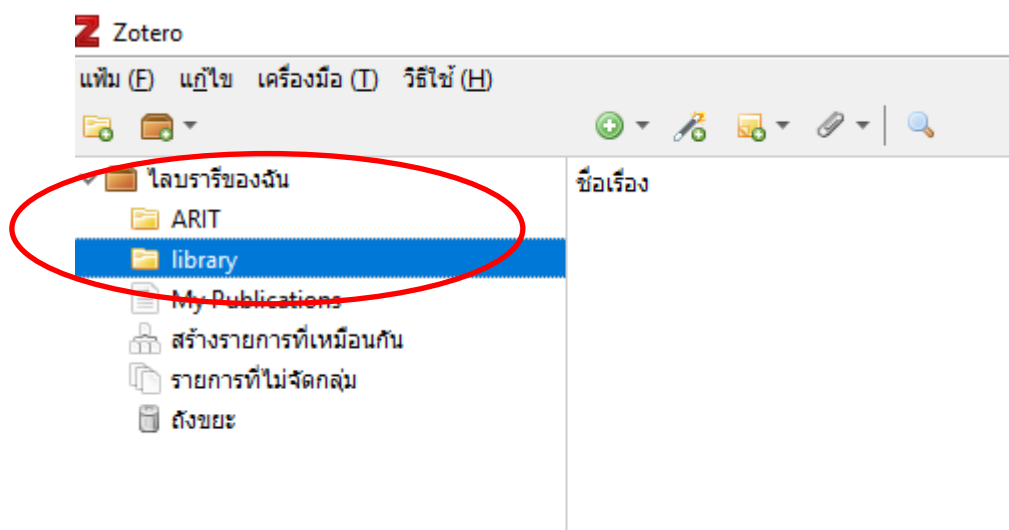 Zotero
แฟ้ม (F) แก้ไข เครื่องมือ (T) วิธีใช้ (H)
ไลบรารีของฉัน
ชื่อเรื่อง
ARIT
library
My Publications
สร้างรายการที่เหมือนกัน
รายการที่ไม่จัดกลุ่ม
ถังขยะ